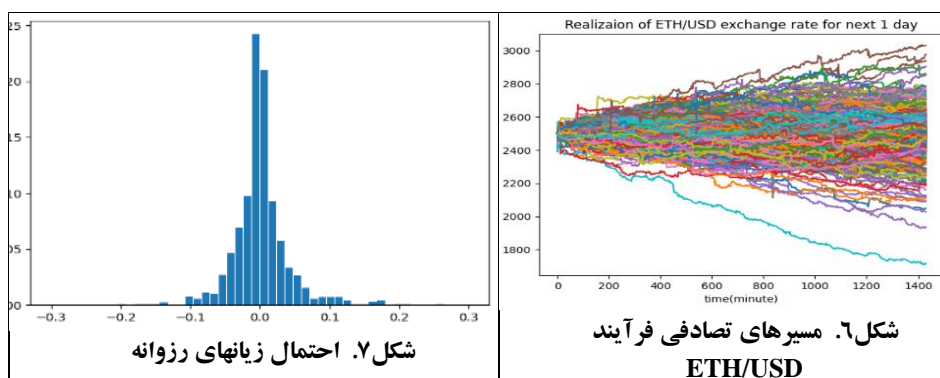 Realizaion of ETH/USD exchange rate for next 1 day
3000
2800
2600
2400
2200
2000
1800
0 200 400 600 800 1000 1200 1400
time(minute)
شکل٦. مسیرهای تصادفی فرآیند
ETH/USD
25
20
15
10
05
00
−0.3 −0.2 −0.1 0.0 0.1 0.2 0.3
شکل۷. احتمال زیانهای رزوانه